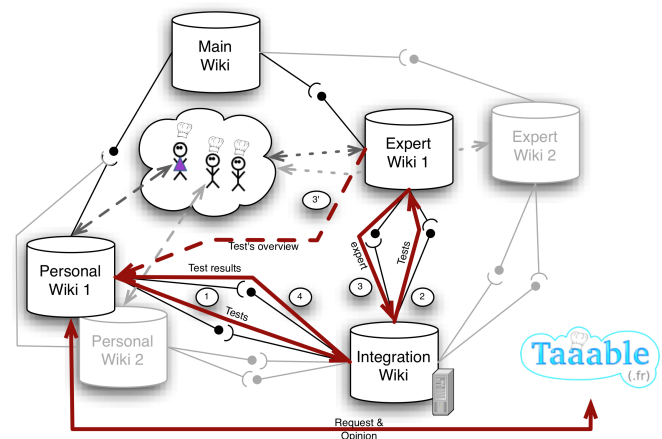 Main
Wiki
Expert
Wiki 1
Expert
Wiki 2
3'
Test's overview
Personal
Wiki 1
Test results
1
4
Tests
expert
Tests
3
2
Personal
Wiki 2
Integration
Wiki
Taaable
(.fr)
Request &
Opinion